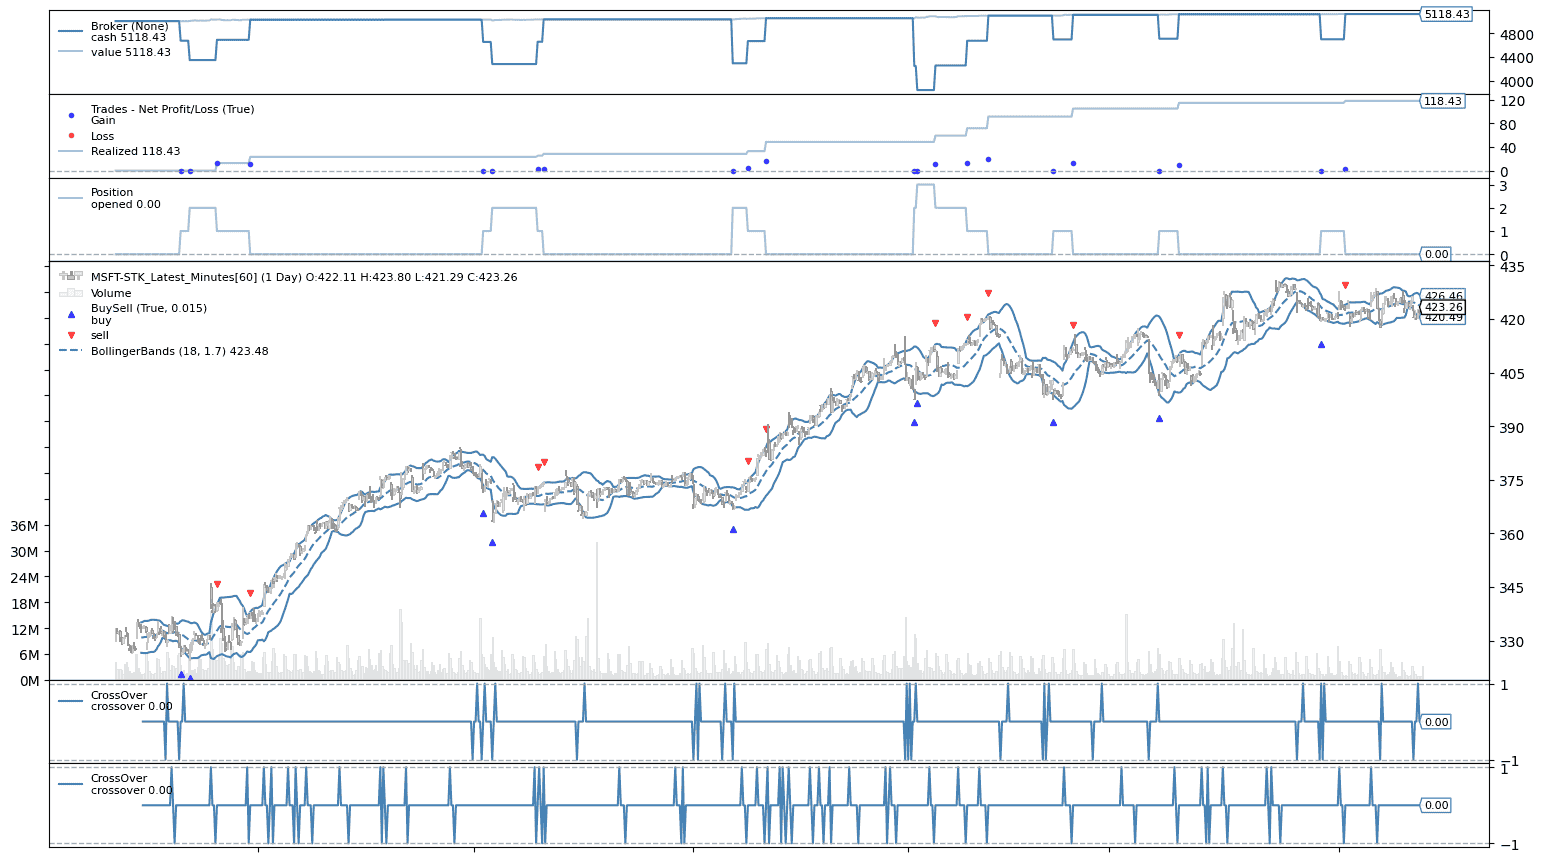 Broker (None)
cash 5118.43
value 5118.43
5118.43
4800
4400
4000
Trades - Net Profit/Loss (True)
Gain
Loss
Realized 118.43
118.43
120
80
40
0
Position
opened 0.00
3
2
1
0
0.00
MSFT-STK_Latest_Minutes[60] (1 Day) O:422.11 H:423.80 L:421.29 C:423.26
Volume
BuySell (True, 0.015)
buy
sell
BollingerBands (18, 1.7) 423.48
435
426.46
423.26
420.49
420
405
390
375
360
345
330
36M
30M
24M
18M
12M
6M
0M
CrossOver
crossover 0.00
1
0.00
−1
CrossOver
crossover 0.00
1
0.00
−1